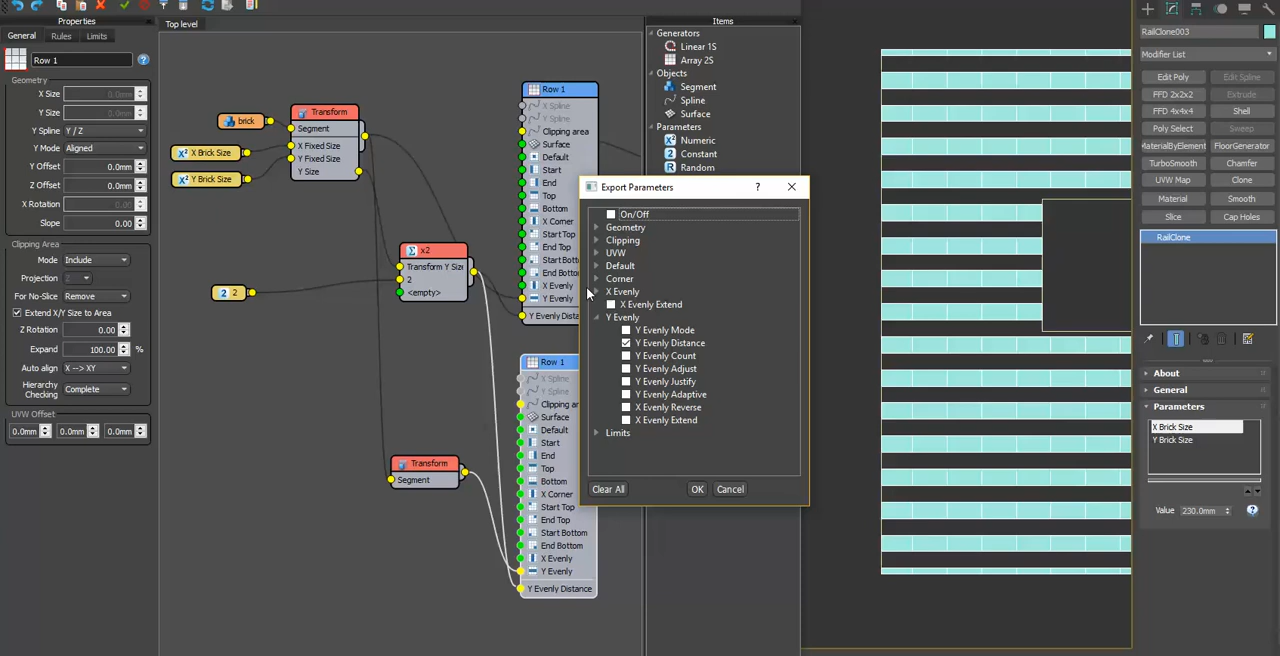 Properties
General
Rules
Limits
Row 1
Geometry
X Size
0.0mm
Y Size
0.0mm
Y Spline
Y / Z
Y Mode
Aligned
Y Offset
0.0mm
Z Offset
0.0mm
X Rotation
0.00
Slope
0.00
Clipping Area
Mode
Include
Projection
Z
For No-Slice
Remove
Extend X/Y Size to Area
Z Rotation
0.00
Expand
100.00
%
Auto align
X --> XY
Hierarchy
Checking
Complete
UVW Offset
0.0mm
0.0mm
0.0mm
Top level
brick
X Brick Size
Y Brick Size
Transform
Segment
X Fixed Size
Y Fixed Size
Y Size
2
x2
Transform Y Size
2
<empty>
Transform
Segment
Row 1
X Spline
Y Spline
Clipping area
Surface
Default
Start
End
Top
Bottom
X Corner
Start Top
End Top
Start Bottom
End Bottom
X Evenly
Y Evenly
Y Evenly Distance
Row 1
X Spline
Y Spline
Clipping area
Surface
Default
Start
End
Top
Bottom
X Corner
Start Top
End Top
Start Bottom
End Bottom
X Evenly
Y Evenly
Y Evenly Distance
Items
Generators
Linear 1S
Array 2S
Objects
Segment
Spline
Surface
Parameters
Numeric
Constant
Random
Export Parameters
?
On/Off
Geometry
Clipping
UVW
Default
Corner
X Evenly
X Evenly Extend
Y Evenly
Y Evenly Mode
Y Evenly Distance
Y Evenly Count
Y Evenly Adjust
Y Evenly Justify
Y Evenly Adaptive
X Evenly Reverse
X Evenly Extend
Limits
Clear All
OK
Cancel
RailClone003
Modifier List
Edit Poly
Edit Spline
FFD 2x2x2
Extrude
FFD 4x4x4
Shell
Poly Select
Sweep
MaterialByElement
FloorGenerator
TurboSmooth
Chamfer
UVW Map
Clone
Material
Smooth
Slice
Cap Holes
RailClone
About
General
Parameters
X Brick Size
Y Brick Size
Value
230.0mm